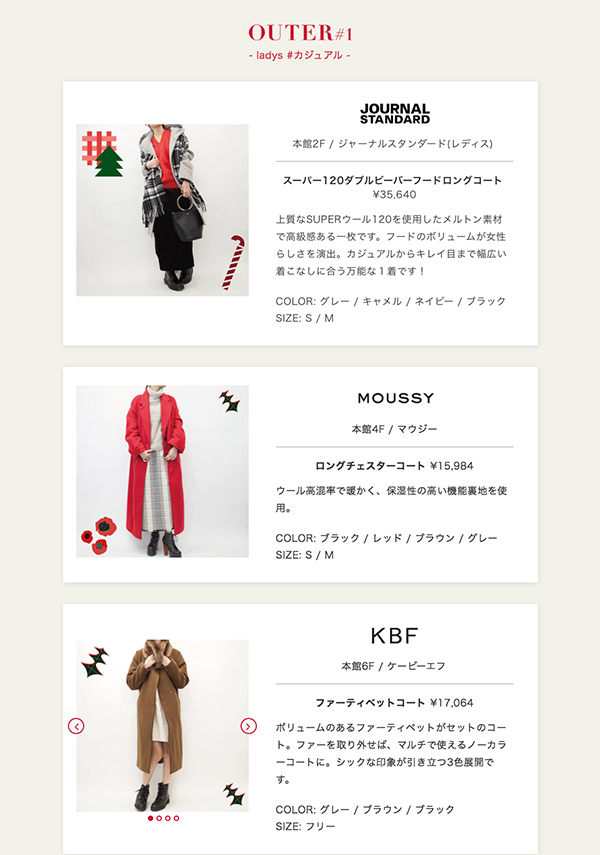 OUTER#1
- ladys #カジュアル -
JOURNAL
STANDARD
本館2F / ジャーナルスタンダード(レディス)
スーパー120ダブルビーバーフードロングコート
¥35,640
上質なSUPERウール120を使用したメルトン素材
で高級感ある一枚です。フードのボリュームが女性
らしさを演出。カジュアルからキレイ目まで幅広い
着こなしに合う万能な１着です！
COLOR: グレー / キャメル / ネイビー / ブラック
SIZE: S / M
MOUSSY
本館4F / マウジー
ロングチェスターコート ¥15,984
ウール高混率で暖かく、保湿性の高い機能裏地を使
用。
COLOR: ブラック / レッド / ブラウン / グレー
SIZE: S / M
KBF
本館6F / ケービーエフ
ファーティペットコート ¥17,064
ボリュームのあるファーティペットがセットのコー
ト。ファーを取り外せば、マルチで使えるノーカラ
ーコートに。シックな印象が引き立つ3色展開で
す。
COLOR: グレー / ブラウン / ブラック
SIZE: フリー